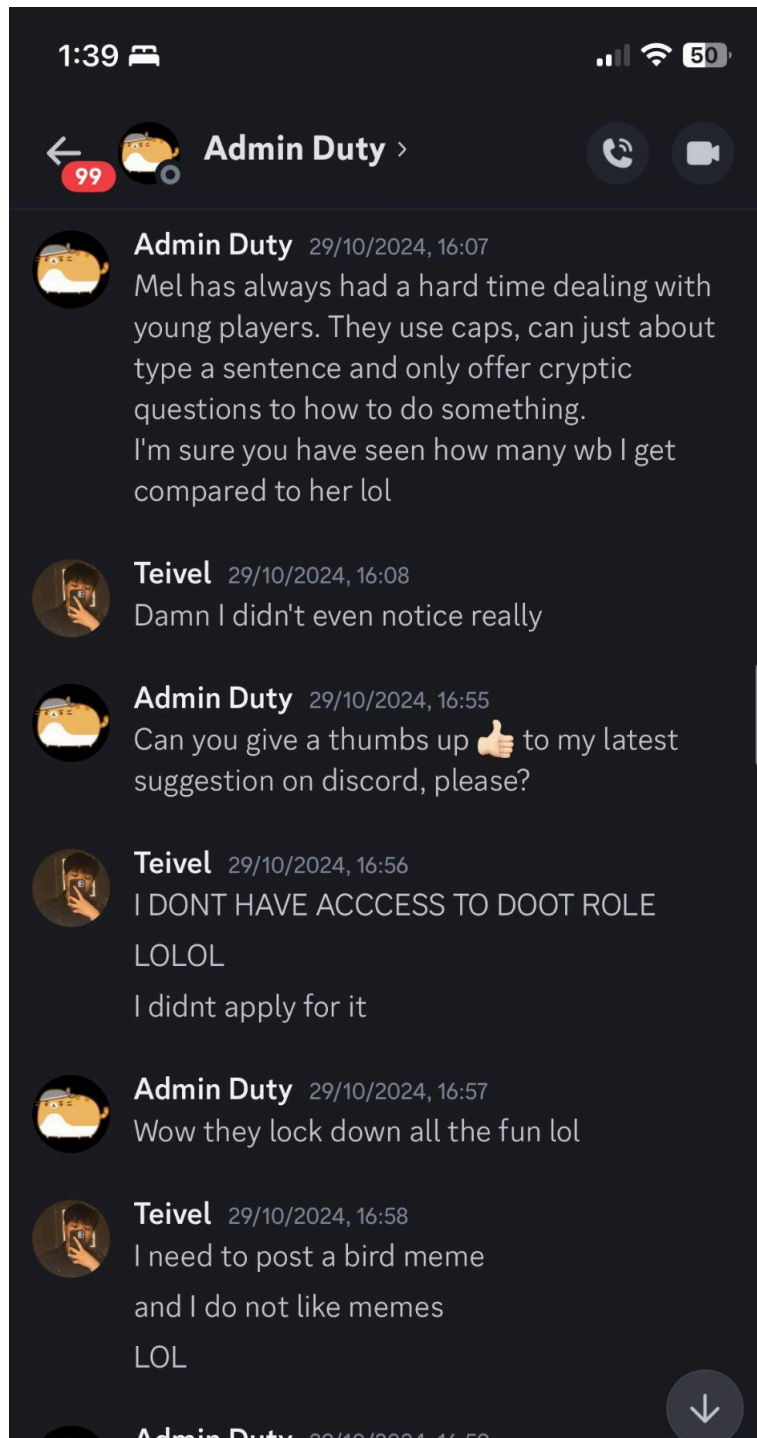 1:39
50
99
Admin Duty
Admin Duty 29/10/2024, 16:07
Mel has always had a hard time dealing with
young players. They use caps, can just about
type a sentence and only offer cryptic
questions to how to do something.
I'm sure you have seen how many wb I get
compared to her lol
Teivel 29/10/2024, 16:08
Damn I didn't even notice really
Admin Duty 29/10/2024, 16:55
Can you give a thumbs up 👍🏻 to my latest
suggestion on discord, please?
Teivel 29/10/2024, 16:56
I DONT HAVE ACCCESS TO DOOT ROLE
LOLOL
I didnt apply for it
Admin Duty 29/10/2024, 16:57
Wow they lock down all the fun lol
Teivel 29/10/2024, 16:58
I need to post a bird meme
and I do not like memes
LOL
Admin Duty 29/10/2024,